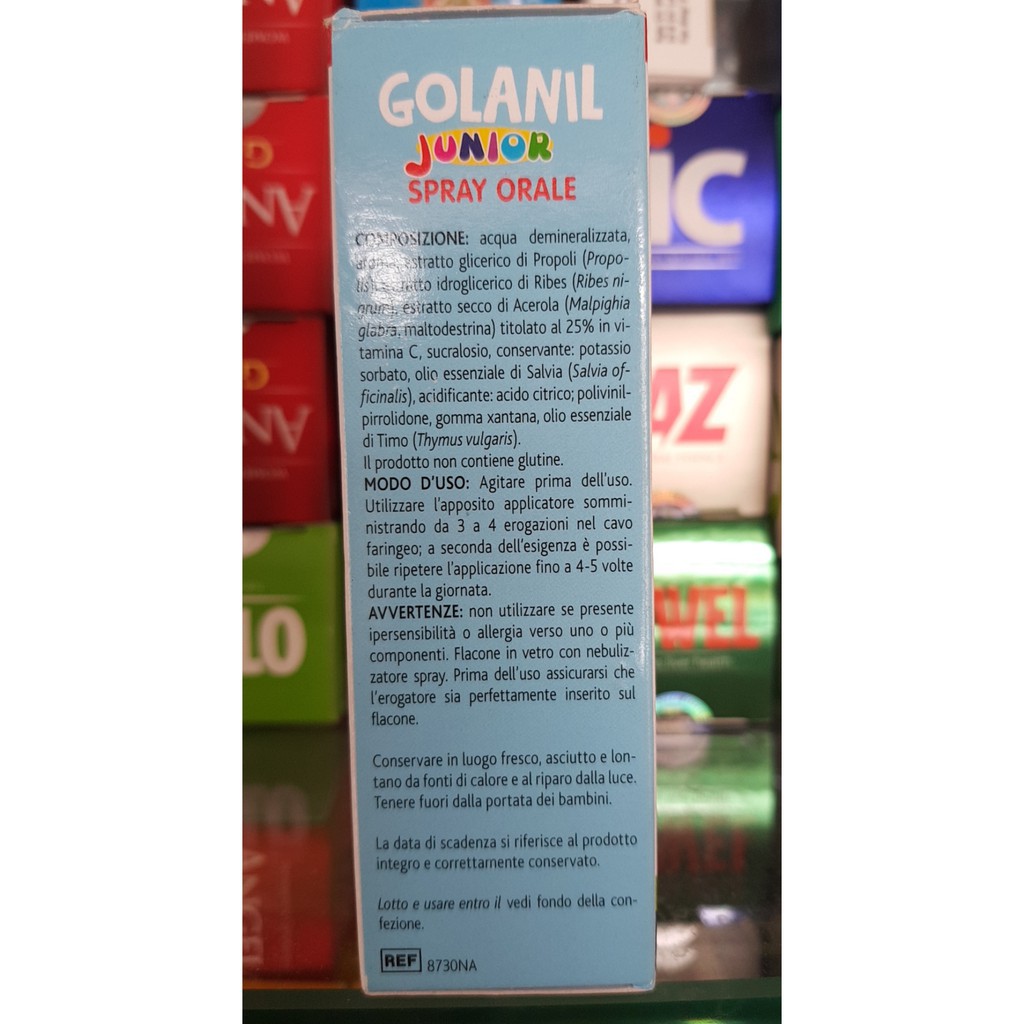 GOLANIL
JUNIOR
SPRAY ORALE
COMPOSIZIONE: acqua demineralizzata,
estratto glicerico di Propoli (Propo-
idroglicerico di Ribes (Ribes ni-
estratto secco di Acerola (Malpighia
glabra, maltodestrina) titolato al 25% in vi-
tamina C, sucralosio, conservante: potassio
sorbato, olio essenziale di Salvia (Salvia of-
ficinalis), acidificante: acido citrico; polivinil-
pirrolidone, gomma xantana, olio essenziale
di Timo (Thymus vulgaris).
Il prodotto non contiene glutine.
MODO D'USO: Agitare prima dell'uso.
Utilizzare l'apposito applicatore sommi-
nistrando da 3 a 4 erogazioni nel cavo
faringeo; a seconda dell'esigenza è possi-
bile ripetere l'applicazione fino a 4-5 volte
durante la giornata.
AVVERTENZE: non utilizzare se presente
ipersensibilità o allergia verso uno o più
componenti. Flacone in vetro con nebuliz-
zatore spray. Prima dell'uso assicurarsi che
l'erogatore sia perfettamente inserito sul
flacone.
Conservare in luogo fresco, asciutto e lon-
tano da fonti di calore e al riparo dalla luce.
Tenere fuori dalla portata dei bambini.
La data di scadenza si riferisce al prodotto
integro e correttamente conservato.
Lotto e usare entro il vedi fondo della con-
fezione.
REF 8730NA
iC
AZ
LO